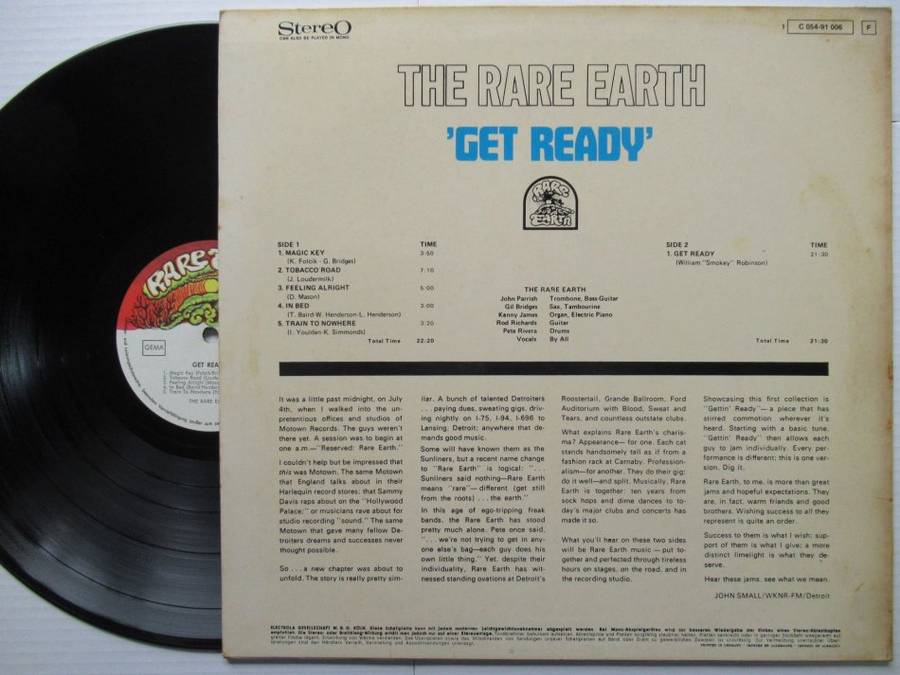 StereO
CAN ALSO BE PLAYED IN MONO
1 C 054-91 006 F
THE RARE EARTH
'GET READY'
RARE
EARTH
SIDE 1 TIME
1. MAGIC KEY 3:50
(K. Folcik - G. Bridges)
2. TOBACCO ROAD 7:10
(J. Loudermilk)
3. FEELING ALRIGHT 5:00
(D. Mason)
4. IN BED 3:00
(T. Baird-W. Henderson-L. Henderson)
5. TRAIN TO NOWHERE 3:20
(I. Youlden-K. Simmonds)
Total Time 22:20
THE RARE EARTH
John Parrish Trombone, Bass-Guitar
Gil Bridges Sax, Tambourine
Kenny James Organ, Electric Piano
Rod Richards Guitar
Pete Rivera Drums
Vocals By All
SIDE 2 TIME
1. GET READY 21:30
(William "Smokey" Robinson)
Total Time 21:30
It was a little past midnight, on July
4th, when I walked into the un-
pretentious offices and studios of
Motown Records. The guys weren't
there yet. A session was to begin at
one a.m.—"Reserved: Rare Earth."
I couldn't help but be impressed that
this was Motown. The same Motown
that England talks about in their
Harlequin record stores; that Sammy
Davis raps about on the "Hollywood
Palace;" or musicians rave about for
studio recording "sound." The same
Motown that gave many fellow De-
troiters dreams and successes never
thought possible.
So . . . a new chapter was about to
unfold. The story is really pretty sim-
ilar. A bunch of talented Detroiters
. . . paying dues, sweating gigs, driv-
ing nightly on I-75, I-94, I-696 to
Lansing; Detroit; anywhere that de-
mands good music.
Some will have known them as the
Sunliners, but a recent name change
to "Rare Earth" is logical: ". . .
Sunliners said nothing—Rare Earth
means "rare"— different (get still
from the roots) . . . the earth."
In this age of ego-tripping freak
bands, the Rare Earth has stood
pretty much alone. Pete once said,
". . . we're not trying to get in any-
one else's bag—each guy does his
own little thing." Yet, despite their
individuality, Rare Earth has wit-
nessed standing ovations at Detroit's
Roostertail, Grande Ballroom, Ford
Auditorium with Blood, Sweat and
Tears, and countless outstate clubs.
What explains Rare Earth's charis-
ma? Appearance— for one. Each cat
stands handsomely tall as if from a
fashion rack at Carnaby. Profession-
alism—for another. They do their gig;
do it well—and split. Musically, Rare
Earth is together: ten years from
sock hops and dime dances to to-
day's major clubs and concerts has
made it so.
What you'll hear on these two sides
will be Rare Earth music — put to-
gether and perfected through tireless
hours on stages, on the road, and in
the recording studio.
Showcasing this first collection is
"Gettin' Ready"— a piece that has
stirred commotion wherever it's
heard. Starting with a basic tune,
"Gettin' Ready" then allows each
guy to jam individually. Every per-
formance is different; this is one ver-
sion. Dig it.
Rare Earth, to me, is more than great
jams and hopeful expectations. They
are, in fact, warm friends and good
brothers. Wishing success to all they
represent is quite an order.
Success to them is what I wish; sup-
port of them is what I give; a more
distinct limelight is what they de-
serve.
Hear these jams, see what we mean.
JOHN SMALL/WKNR-FM/Detroit
RARE
GEMA
GET REA
THE RARE EAR
ELECTROLA GESELLSCHAFT M. B. H. KÖLN.